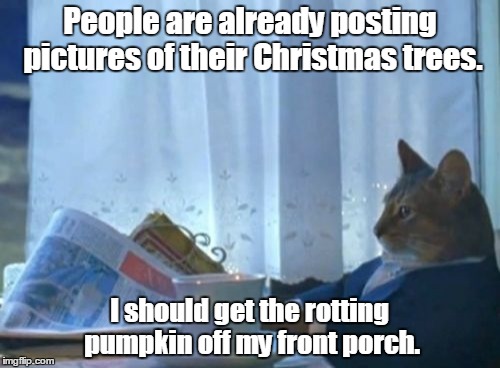 People are already posting
pictures of their Christmas trees.
I should get the rotting
pumpkin off my front porch.
imgflip.com